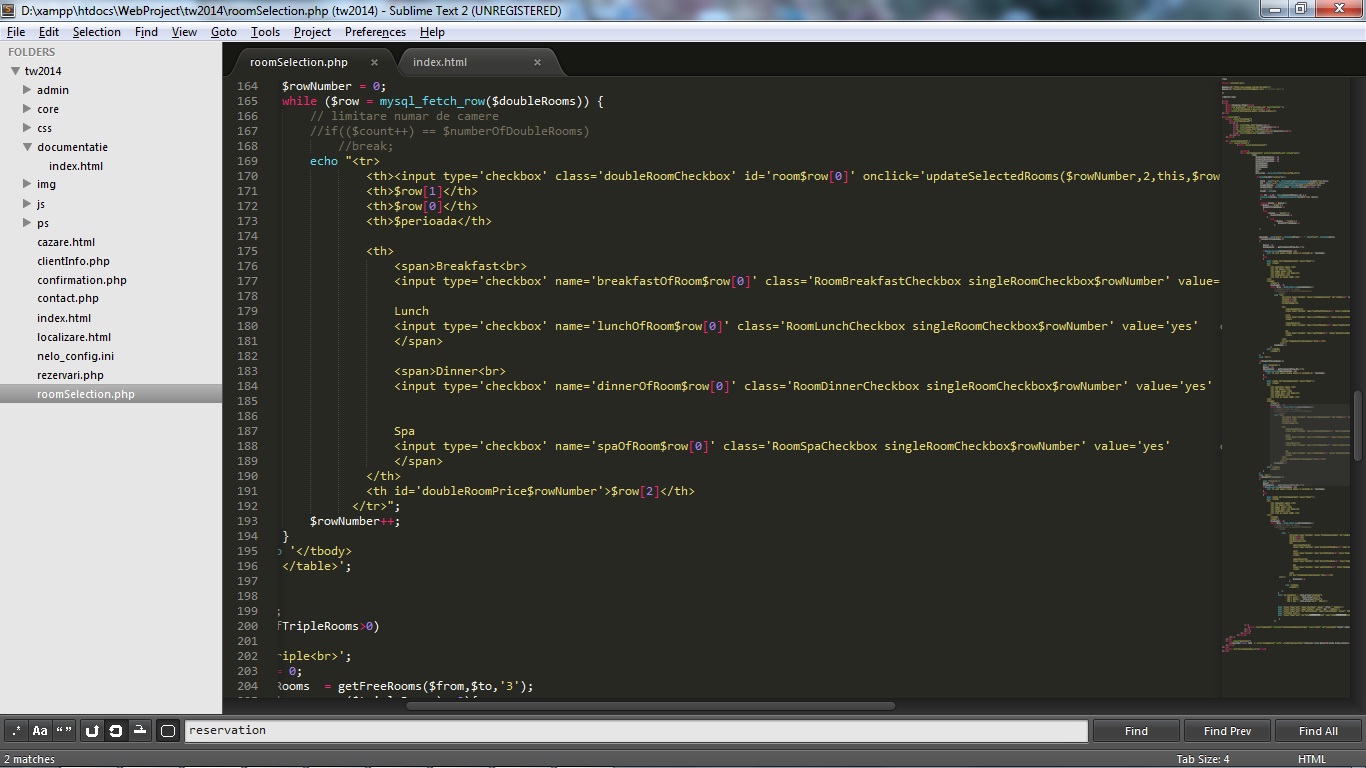 D:\xampp\htdocs\WebProject\tw2014\roomSelection.php (tw2014) - Sublime Text 2 (UNREGISTERED)
File Edit Selection Find View Goto Tools Project Preferences Help
FOLDERS
tw2014
admin
core
css
documentatie
index.html
img
js
ps
cazare.html
clientInfo.php
confirmation.php
contact.php
index.html
localizare.html
nelo_config.ini
rezervari.php
roomSelection.php
roomSelection.php × index.html ×
164 $rowNumber = 0;
165 while ($row = mysql_fetch_row($doubleRooms)) {
166 // limitare numar de camere
167 //if(($count++) == $numberOfDoubleRooms)
168 //break;
169 echo "<tr>
170 <th><input type='checkbox' class='doubleRoomCheckbox' id='room$row[0]' onclick='updateSelectedRooms($rowNumber,2,this,$row
171 <th>$row[1]</th>
172 <th>$row[0]</th>
173 <th>$perioada</th>
174
175 <th>
176 <span>Breakfast<br>
177 <input type='checkbox' name='breakfastOfRoom$row[0]' class='RoomBreakfastCheckbox singleRoomCheckbox$rowNumber' value=
178
179 Lunch
180 <input type='checkbox' name='lunchOfRoom$row[0]' class='RoomLunchCheckbox singleRoomCheckbox$rowNumber' value='yes'
181 </span>
182
183 <span>Dinner<br>
184 <input type='checkbox' name='dinnerOfRoom$row[0]' class='RoomDinnerCheckbox singleRoomCheckbox$rowNumber' value='yes'
185
186
187 Spa
188 <input type='checkbox' name='spaOfRoom$row[0]' class='RoomSpaCheckbox singleRoomCheckbox$rowNumber' value='yes'
189 </span>
190 </th>
191 <th id='doubleRoomPrice$rowNumber'>$row[2]</th>
192 </tr>";
193 $rowNumber++;
194 }
195 '</tbody>
196 </table>';
197
198
199 ;
200 fTripleRooms>0)
201
202 riple<br>';
203 = 0;
204 Rooms = getFreeRooms($from,$to,'3');
.* Aa “ ” reservation Find Find Prev Find All
2 matches Tab Size: 4 HTML